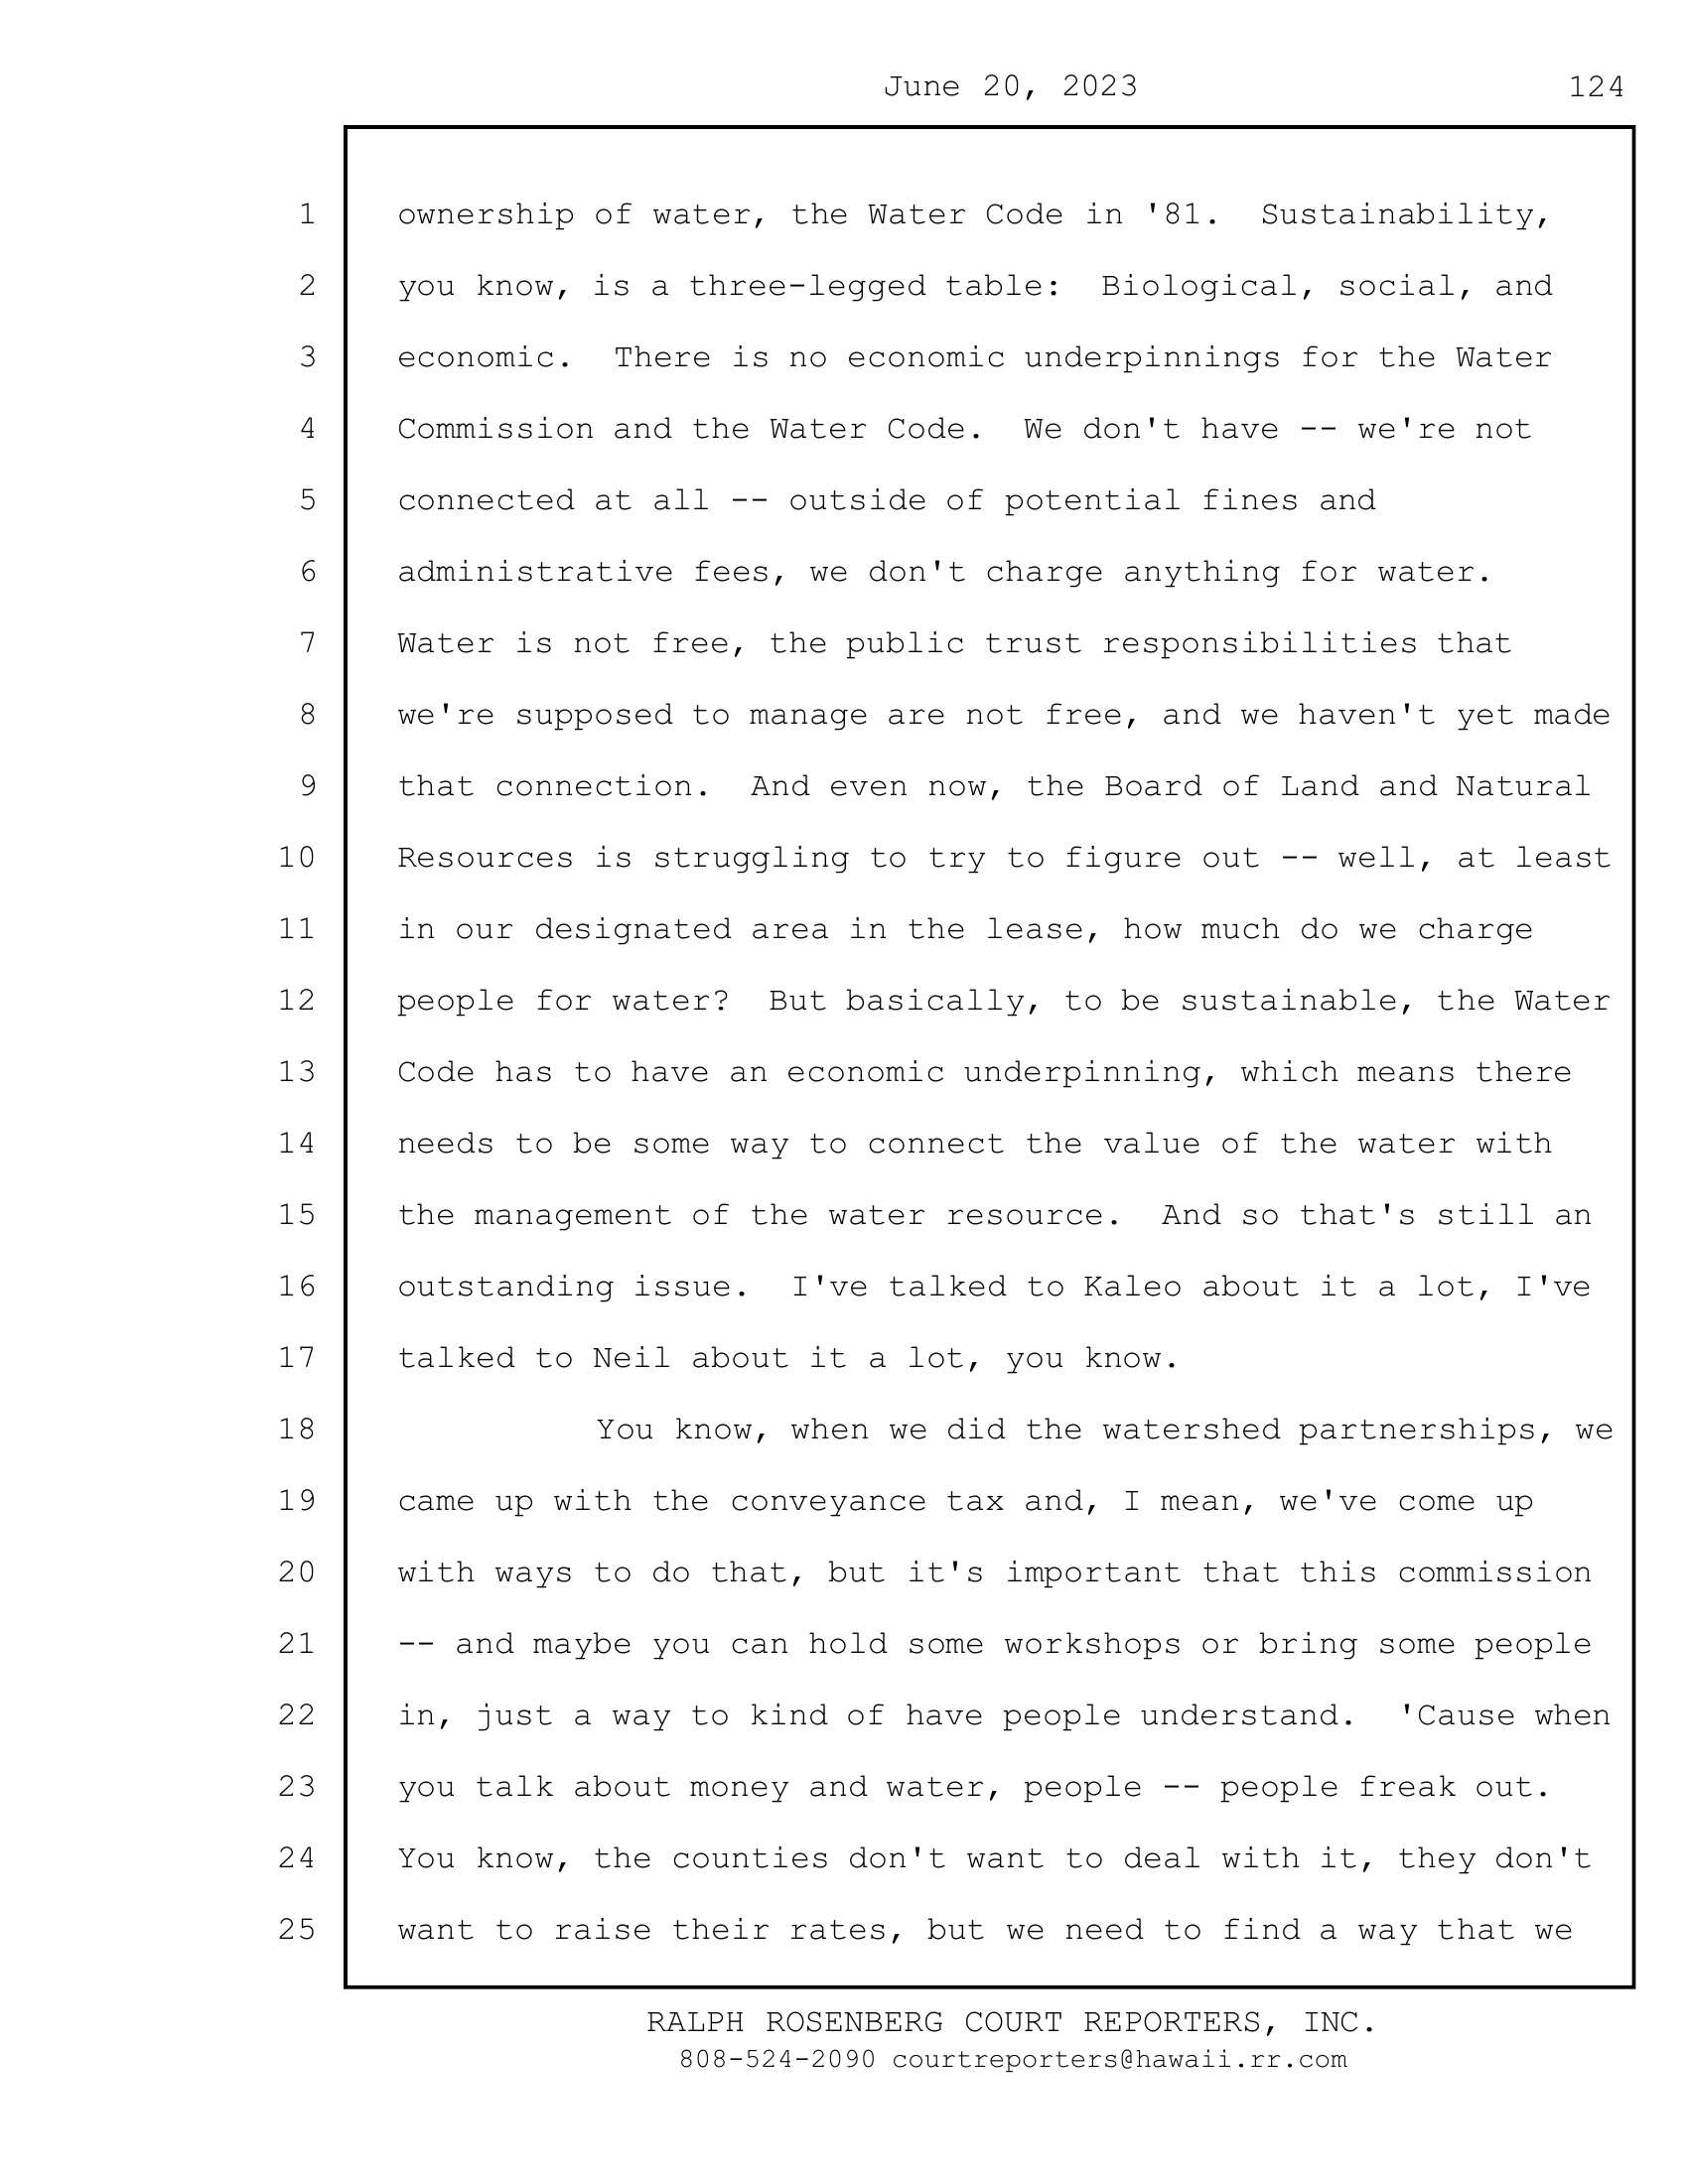 June 20, 2023 124
1 ownership of water, the Water Code in '81.  Sustainability,
2 you know, is a three-legged table:  Biological, social, and
3 economic.  There is no economic underpinnings for the Water
4 Commission and the Water Code.  We don't have -- we're not
5 connected at all -- outside of potential fines and
6 administrative fees, we don't charge anything for water.
7 Water is not free, the public trust responsibilities that
8 we're supposed to manage are not free, and we haven't yet made
9 that connection.  And even now, the Board of Land and Natural
10 Resources is struggling to try to figure out -- well, at least
11 in our designated area in the lease, how much do we charge
12 people for water?  But basically, to be sustainable, the Water
13 Code has to have an economic underpinning, which means there
14 needs to be some way to connect the value of the water with
15 the management of the water resource.  And so that's still an
16 outstanding issue.  I've talked to Kaleo about it a lot, I've
17 talked to Neil about it a lot, you know.
18 You know, when we did the watershed partnerships, we
19 came up with the conveyance tax and, I mean, we've come up
20 with ways to do that, but it's important that this commission
21 -- and maybe you can hold some workshops or bring some people
22 in, just a way to kind of have people understand.  'Cause when
23 you talk about money and water, people -- people freak out.
24 You know, the counties don't want to deal with it, they don't
25 want to raise their rates, but we need to find a way that we
RALPH ROSENBERG COURT REPORTERS, INC.
808-524-2090 courtreporters@hawaii.rr.com